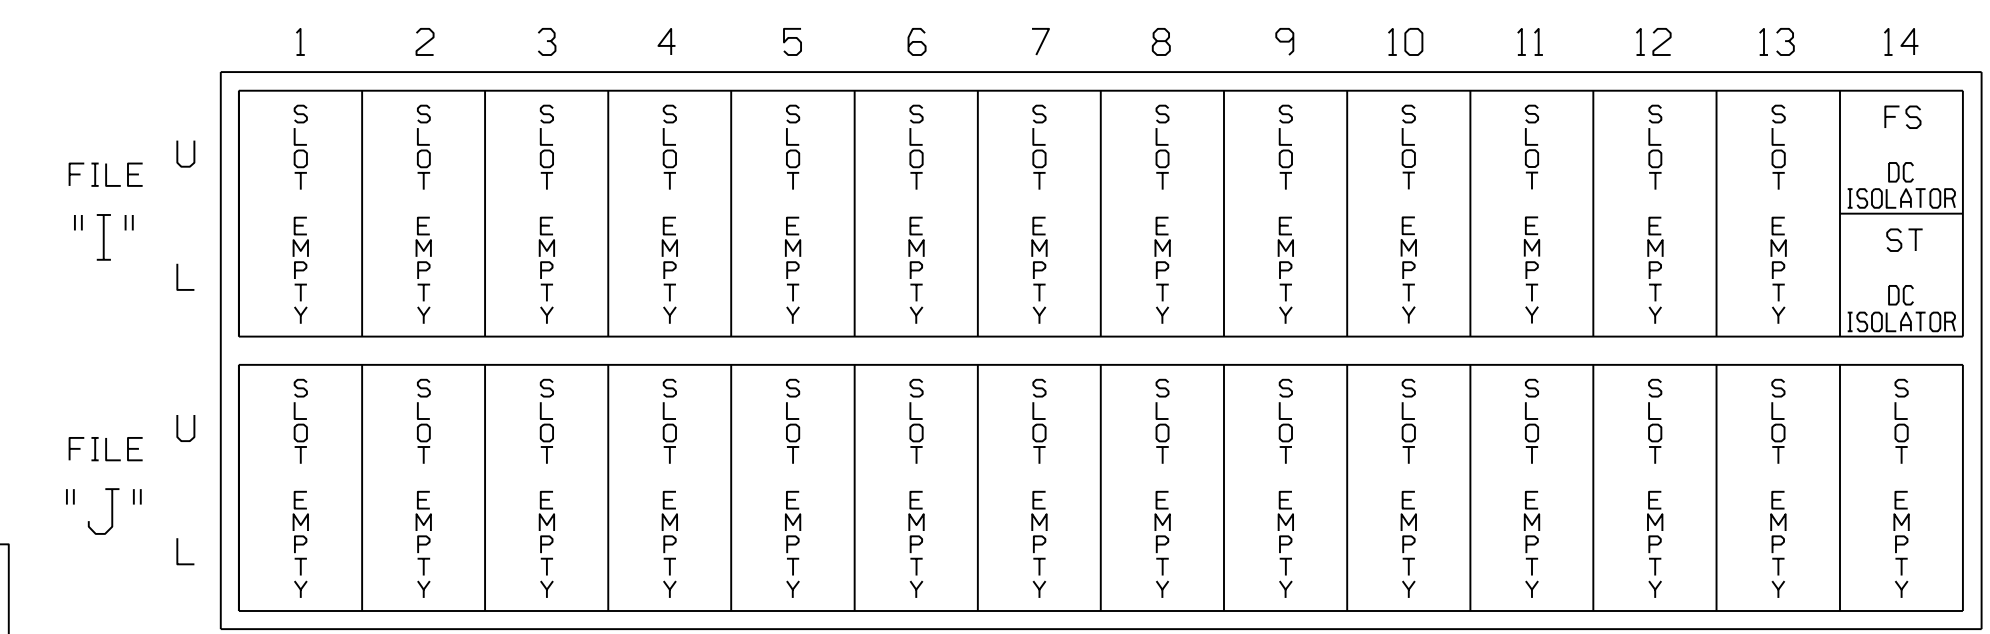 1 2 3 4 5 6 7 8 9 10 11 12 13 14
FILE
"I"
U
L
SLOT EMPTY SLOT EMPTY SLOT EMPTY SLOT EMPTY SLOT EMPTY SLOT EMPTY SLOT EMPTY SLOT EMPTY SLOT EMPTY SLOT EMPTY SLOT EMPTY SLOT EMPTY SLOT EMPTY
FS
DC
ISOLATOR
ST
DC
ISOLATOR
FILE
"J"
U
L
SLOT EMPTY SLOT EMPTY SLOT EMPTY SLOT EMPTY SLOT EMPTY SLOT EMPTY SLOT EMPTY SLOT EMPTY SLOT EMPTY SLOT EMPTY SLOT EMPTY SLOT EMPTY SLOT EMPTY SLOT EMPTY